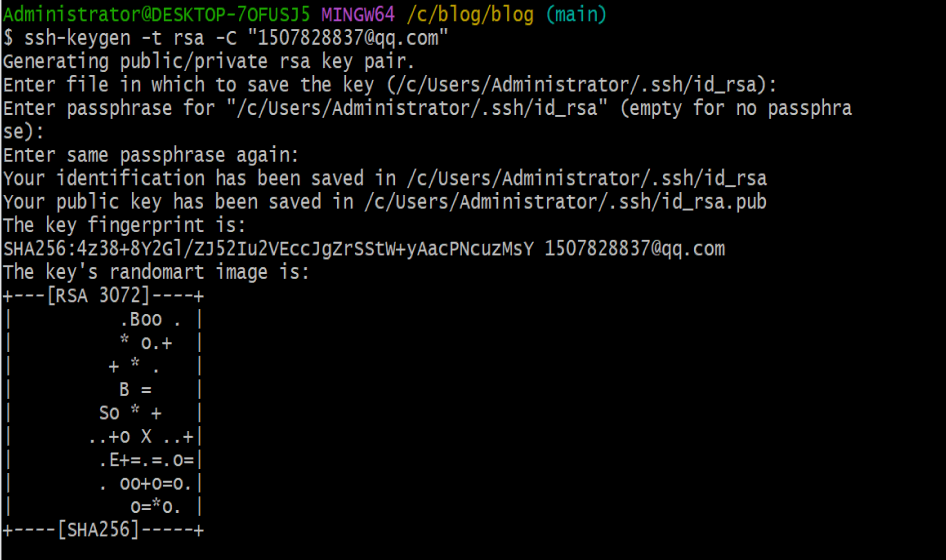 Administrator@DESKTOP-7OFUSJ5 MINGW64 /c/blog/blog (main)
$ ssh-keygen -t rsa -C "1507828837@qq.com"
Generating public/private rsa key pair.
Enter file in which to save the key (/c/Users/Administrator/.ssh/id_rsa):
Enter passphrase for "/c/Users/Administrator/.ssh/id_rsa" (empty for no passphra
se):
Enter same passphrase again:
Your identification has been saved in /c/Users/Administrator/.ssh/id_rsa
Your public key has been saved in /c/Users/Administrator/.ssh/id_rsa.pub
The key fingerprint is:
SHA256:4z38+8Y2Gl/ZJ52Iu2VEccJgZrSStW+yAacPNcuzMsY 1507828837@qq.com
The key's randomart image is:
+---[RSA 3072]----+
|          .Boo . |
|          * o.+  |
|         + * .   |
|          B =    |
|        So * +   |
|       ..+o X ..+|
|        .E+=.=.o=|
|        . oo+o=o.|
|           o=*o. |
+----[SHA256]-----+